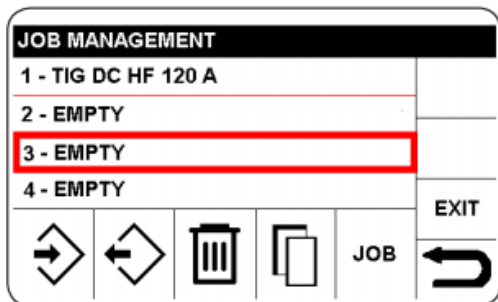 JOB MANAGEMENT
1 - TIG DC HF 120 A
2 - EMPTY
3 - EMPTY
4 - EMPTY
EXIT
JOB